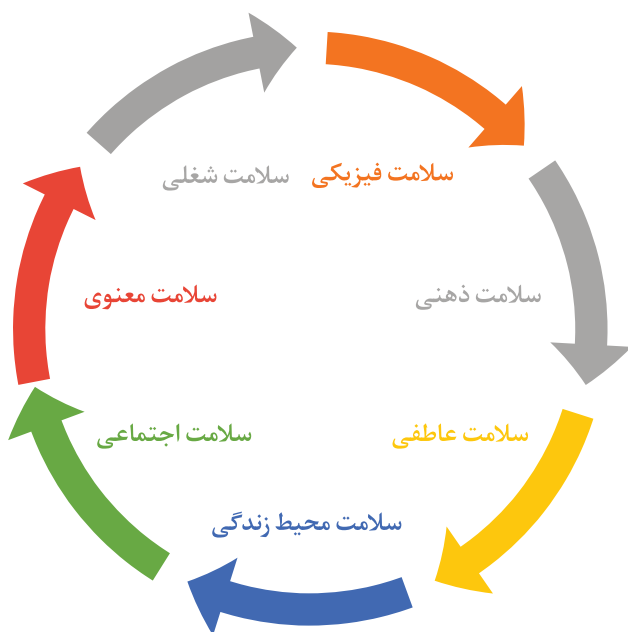 سلامت فیزیکی
سلامت ذهنی
سلامت عاطفی
سلامت محیط زندگی
سلامت اجتماعی
سلامت معنوی
سلامت شغلی